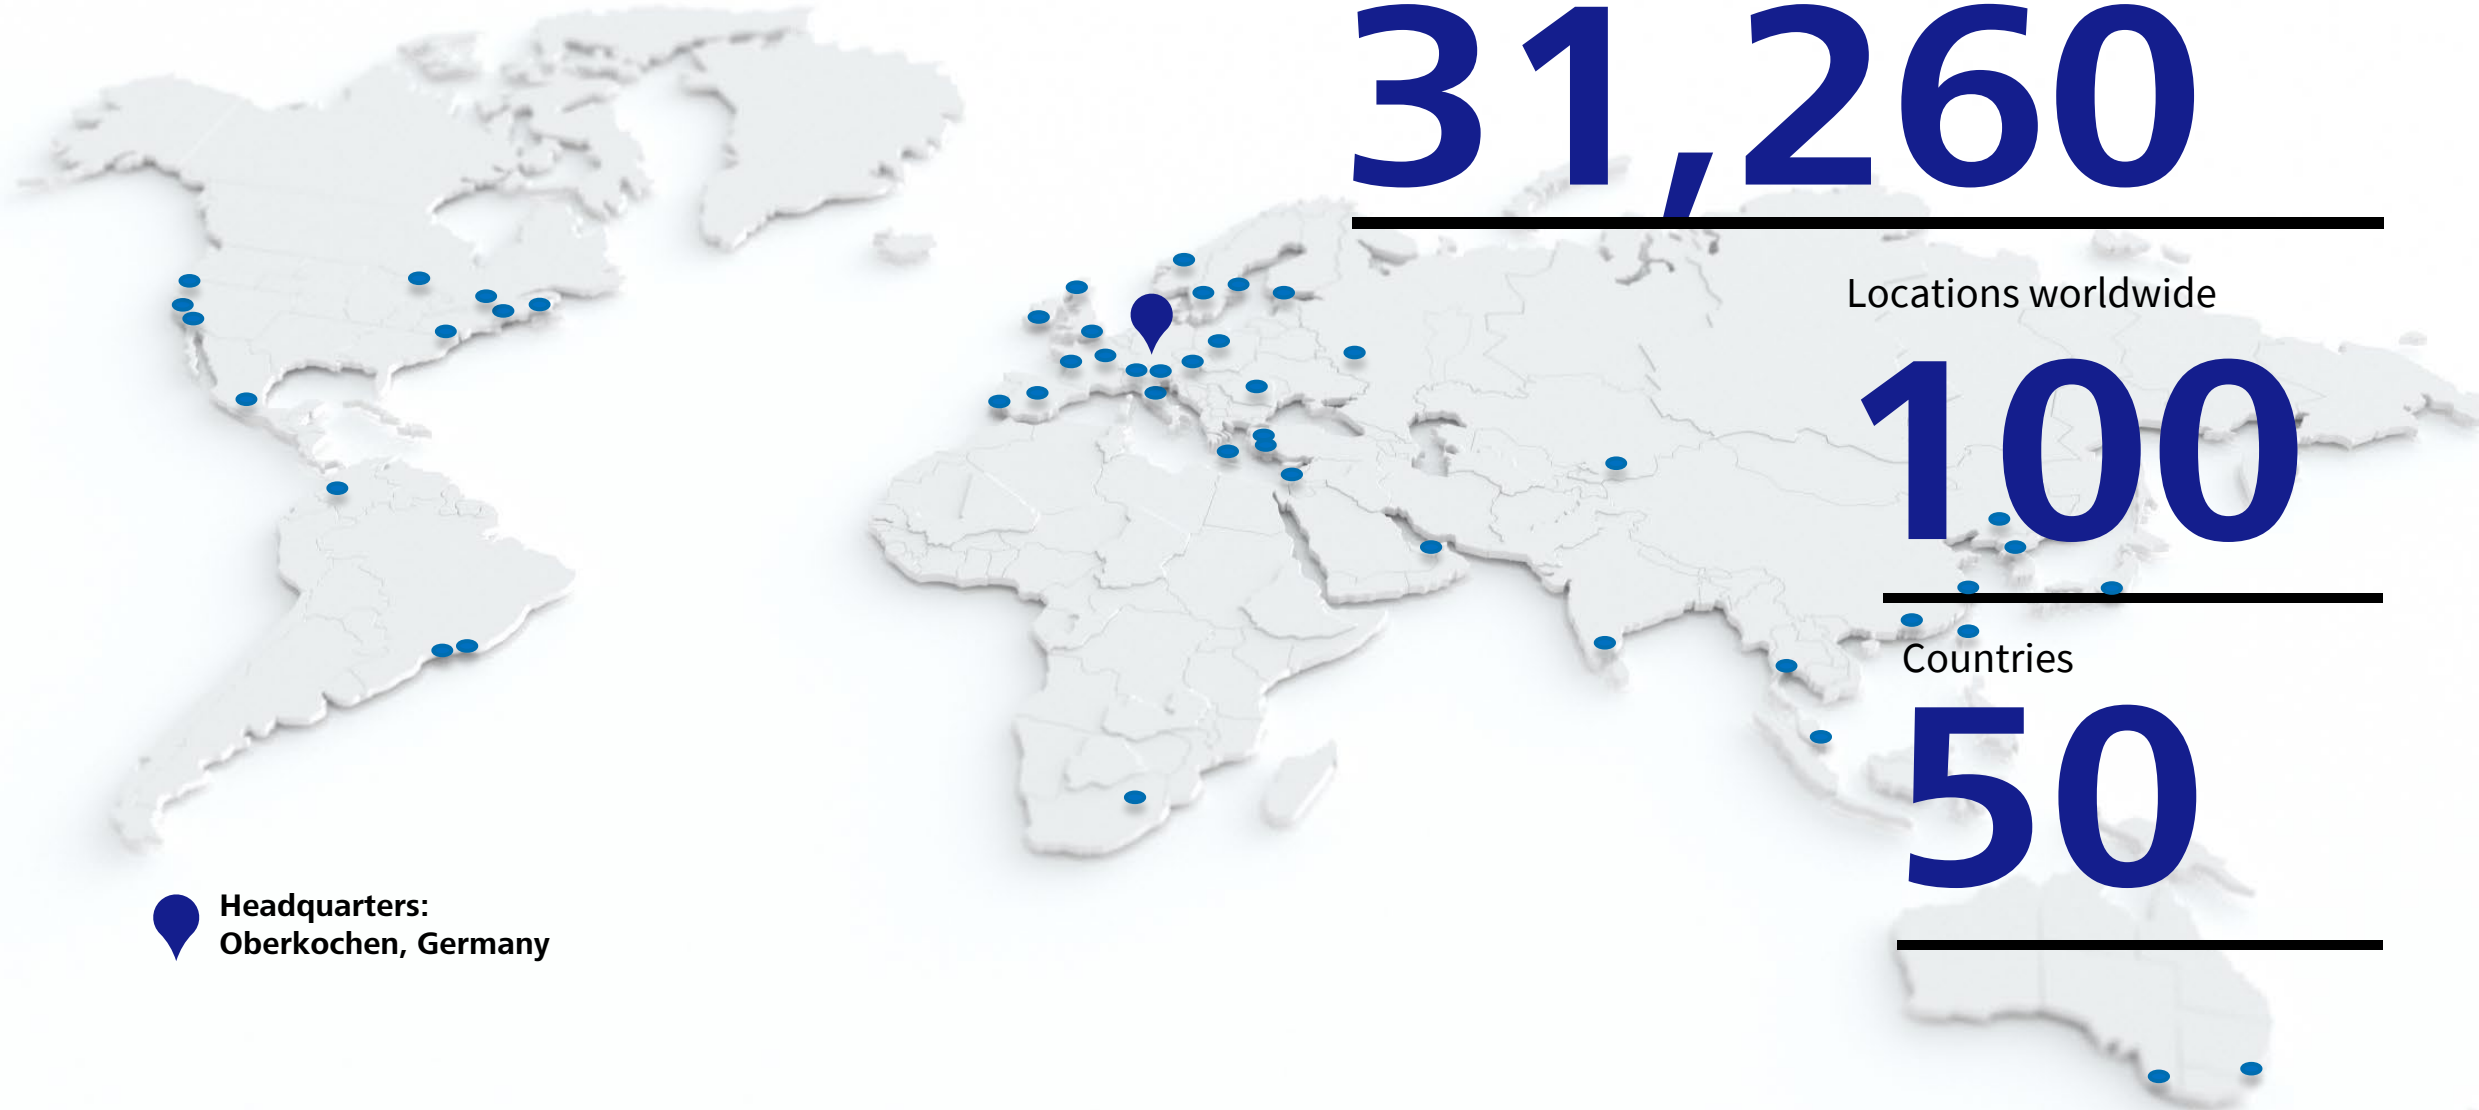 31,260
Locations worldwide
100
Countries
50
Headquarters:
Oberkochen, Germany